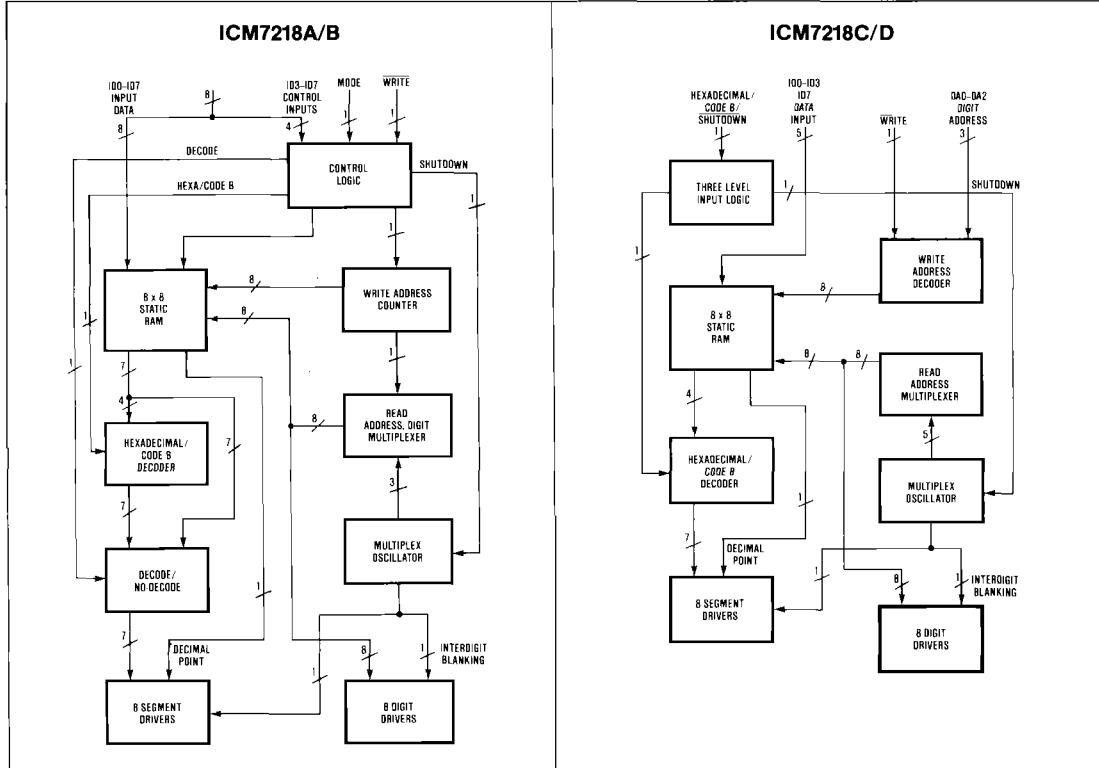 ICM7218A/B
ID0-ID7
INPUT
DATA
8
8
ID3-ID7
CONTROL
INPUTS
4
MODE
1
WRITE
1
DECODE
HEXA/CODE B
CONTROL
LOGIC
SHUTDOWN
1
1
8 x 8
STATIC
RAM
8
WRITE ADDRESS
COUNTER
8
1
1
1
7
4
READ
ADDRESS, DIGIT
MULTIPLEXER
8
HEXADECIMAL/
CODE B
DECODER
7
3
7
MULTIPLEX
OSCILLATOR
DECODE/
NO-DECODE
1
7
DECIMAL
POINT
1
8
1
INTERDIGIT
BLANKING
8 SEGMENT
DRIVERS
8 DIGIT
DRIVERS
ICM7218C/D
HEXADECIMAL/
CODE B/
SHUTDOWN
1
ID0-ID3
ID7
DATA
INPUT
5
WRITE
1
DA0-DA2
DIGIT
ADDRESS
3
THREE LEVEL
INPUT LOGIC
1
SHUTDOWN
1
WRITE
ADDRESS
DECODER
8
8 x 8
STATIC
RAM
8
8
READ
ADDRESS
MULTIPLEXER
4
5
HEXADECIMAL/
CODE B
DECODER
1
MULTIPLEX
OSCILLATOR
7
DECIMAL
POINT
1
8
1
INTERDIGIT
BLANKING
8 SEGMENT
DRIVERS
8 DIGIT
DRIVERS